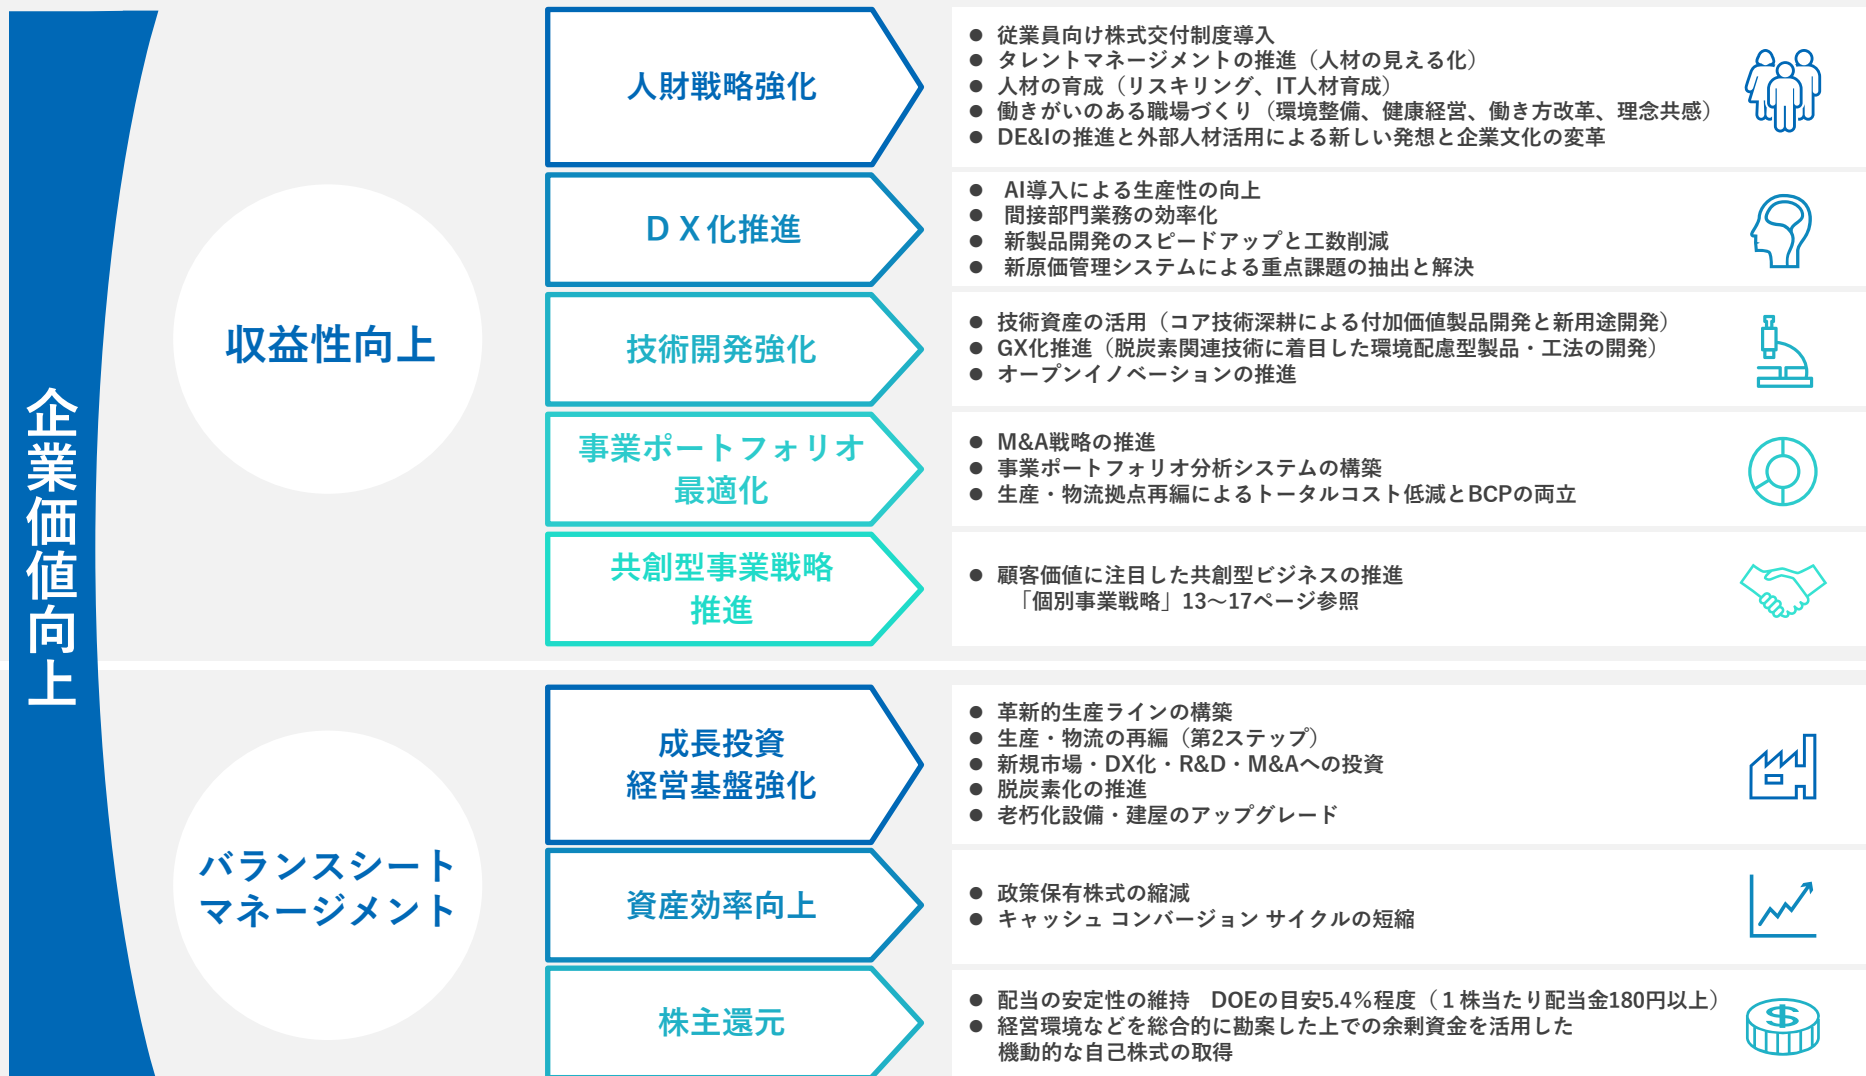 企業価値向上
収益性向上
人財戦略強化
● 従業員向け株式交付制度導入
● タレントマネージメントの推進（人材の見える化）
● 人材の育成（リスキリング、IT人材育成）
● 働きがいのある職場づくり（環境整備、健康経営、働き方改革、理念共感）
● DE&Iの推進と外部人材活用による新しい発想と企業文化の変革
ＤＸ化推進
● AI導入による生産性の向上
● 間接部門業務の効率化
● 新製品開発のスピードアップと工数削減
● 新原価管理システムによる重点課題の抽出と解決
技術開発強化
● 技術資産の活用（コア技術深耕による付加価値製品開発と新用途開発）
● GX化推進（脱炭素関連技術に着目した環境配慮型製品・工法の開発）
● オープンイノベーションの推進
事業ポートフォリオ
最適化
● M&A戦略の推進
● 事業ポートフォリオ分析システムの構築
● 生産・物流拠点再編によるトータルコスト低減とBCPの両立
共創型事業戦略
推進
● 顧客価値に注目した共創型ビジネスの推進
「個別事業戦略」13～17ページ参照
バランスシート
マネージメント
成長投資
経営基盤強化
● 革新的生産ラインの構築
● 生産・物流の再編（第2ステップ）
● 新規市場・DX化・R&D・M&Aへの投資
● 脱炭素化の推進
● 老朽化設備・建屋のアップグレード
資産効率向上
● 政策保有株式の縮減
● キャッシュ コンバージョン サイクルの短縮
株主還元
● 配当の安定性の維持　DOEの目安5.4％程度（１株当たり配当金180円以上）
● 経営環境などを総合的に勘案した上での余剰資金を活用した
機動的な自己株式の取得
$